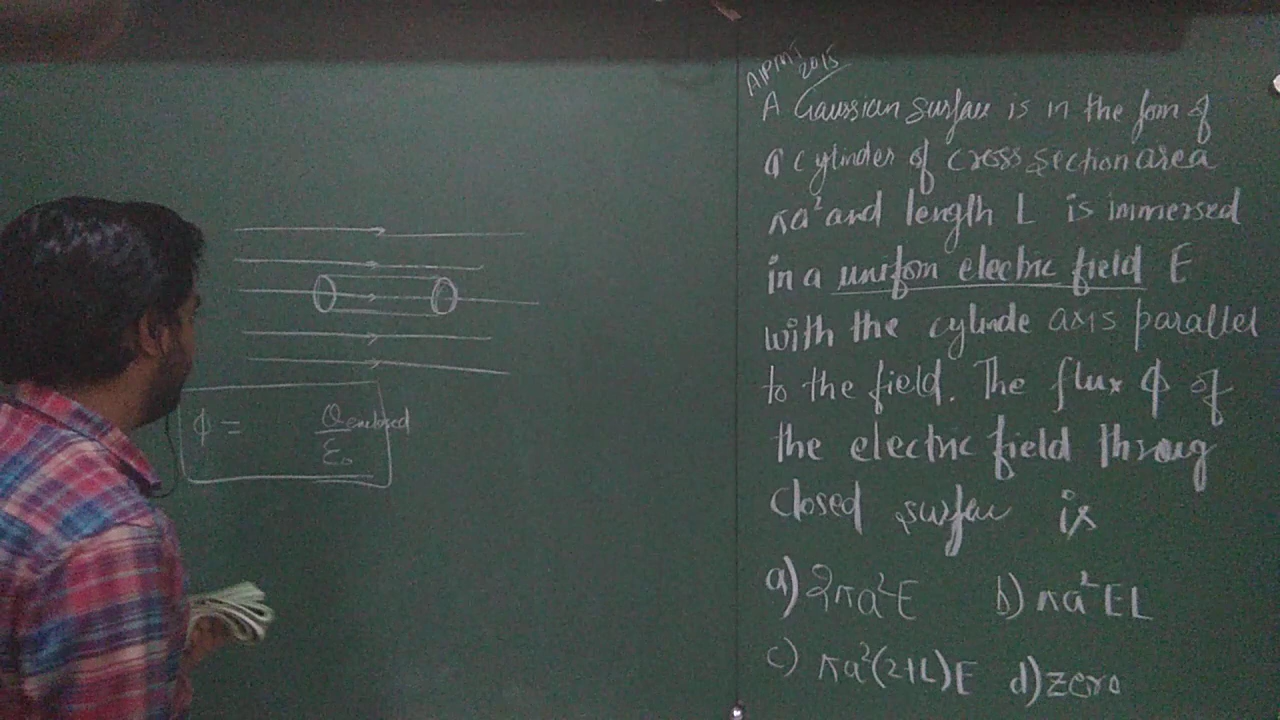 AIPMT
2015
A Gaussian surface is in the form of
a cylinder of cross section area
πa² and length L is immersed
in a uniform electric field E
with the cylinde axis parallel
to the field. The flux ϕ of
the electric field throug
closed surface is
a) 2πa²E b) πa²EL
c) πa²(2+L)E d) zero
ϕ = Qenclosed
ε₀